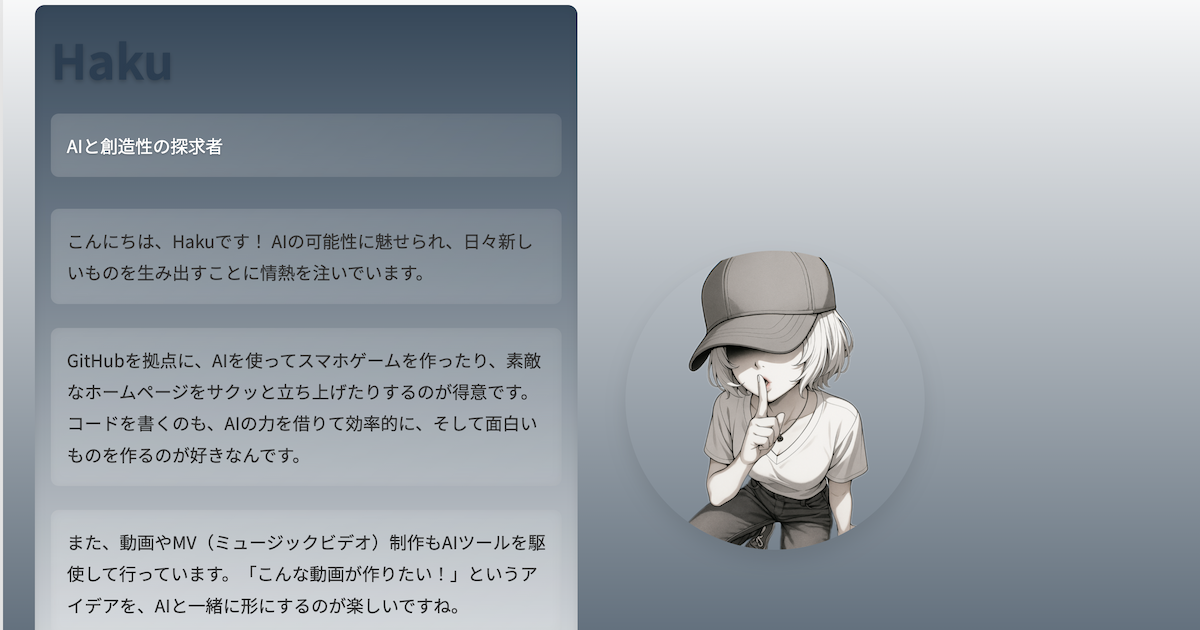 Haku
AIと創造性の探求者
こんにちは、Hakuです！ AIの可能性に魅せられ、日々新し
いものを生み出すことに情熱を注いでいます。
GitHubを拠点に、AIを使ってスマホゲームを作ったり、素敵
なホームページをサクッと立ち上げたりするのが得意です。
コードを書くのも、AIの力を借りて効率的に、そして面白い
ものを作るのが好きなんです。
また、動画やMV（ミュージックビデオ）制作もAIツールを駆
使して行っています。「こんな動画が作りたい！」というア
イデアを、AIと一緒に形にするのが楽しいですね。